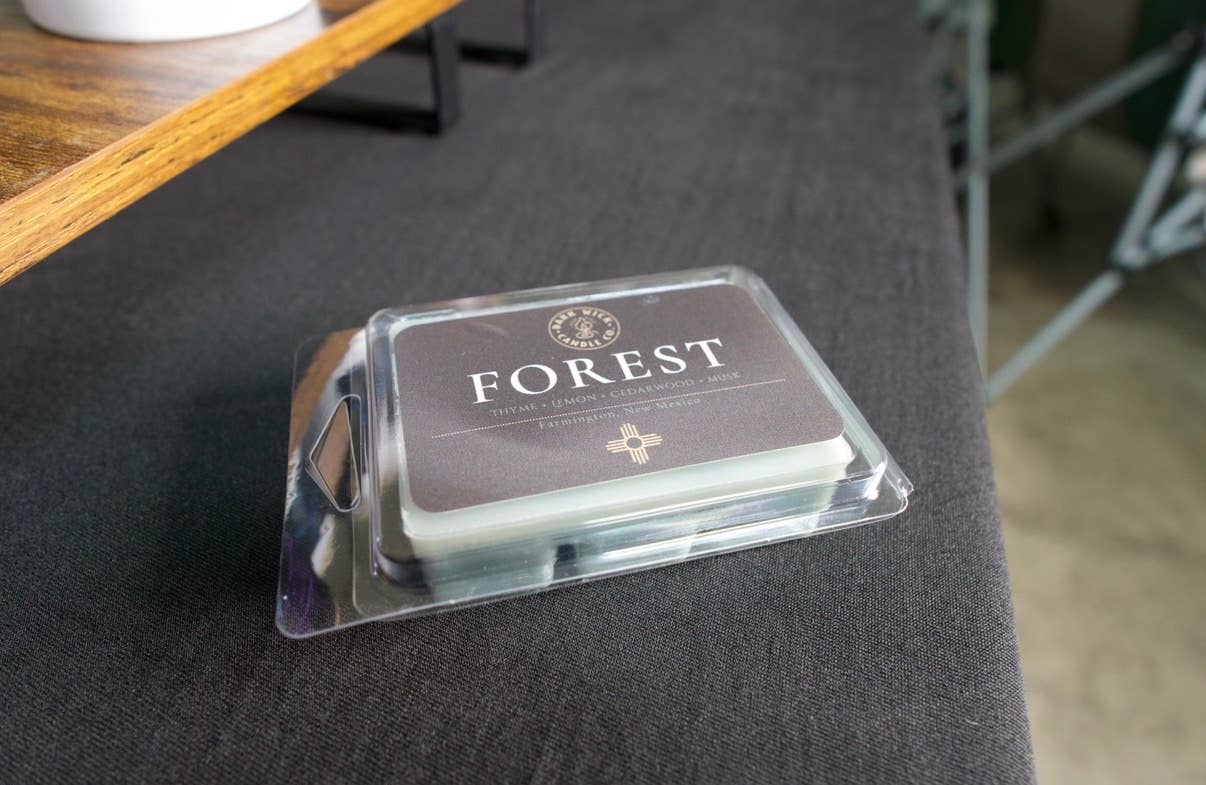 DARK WICK
CANDLE CO.
FOREST
THYME • LEMON • CEDARWOOD • MUSK
Farmington, New Mexico